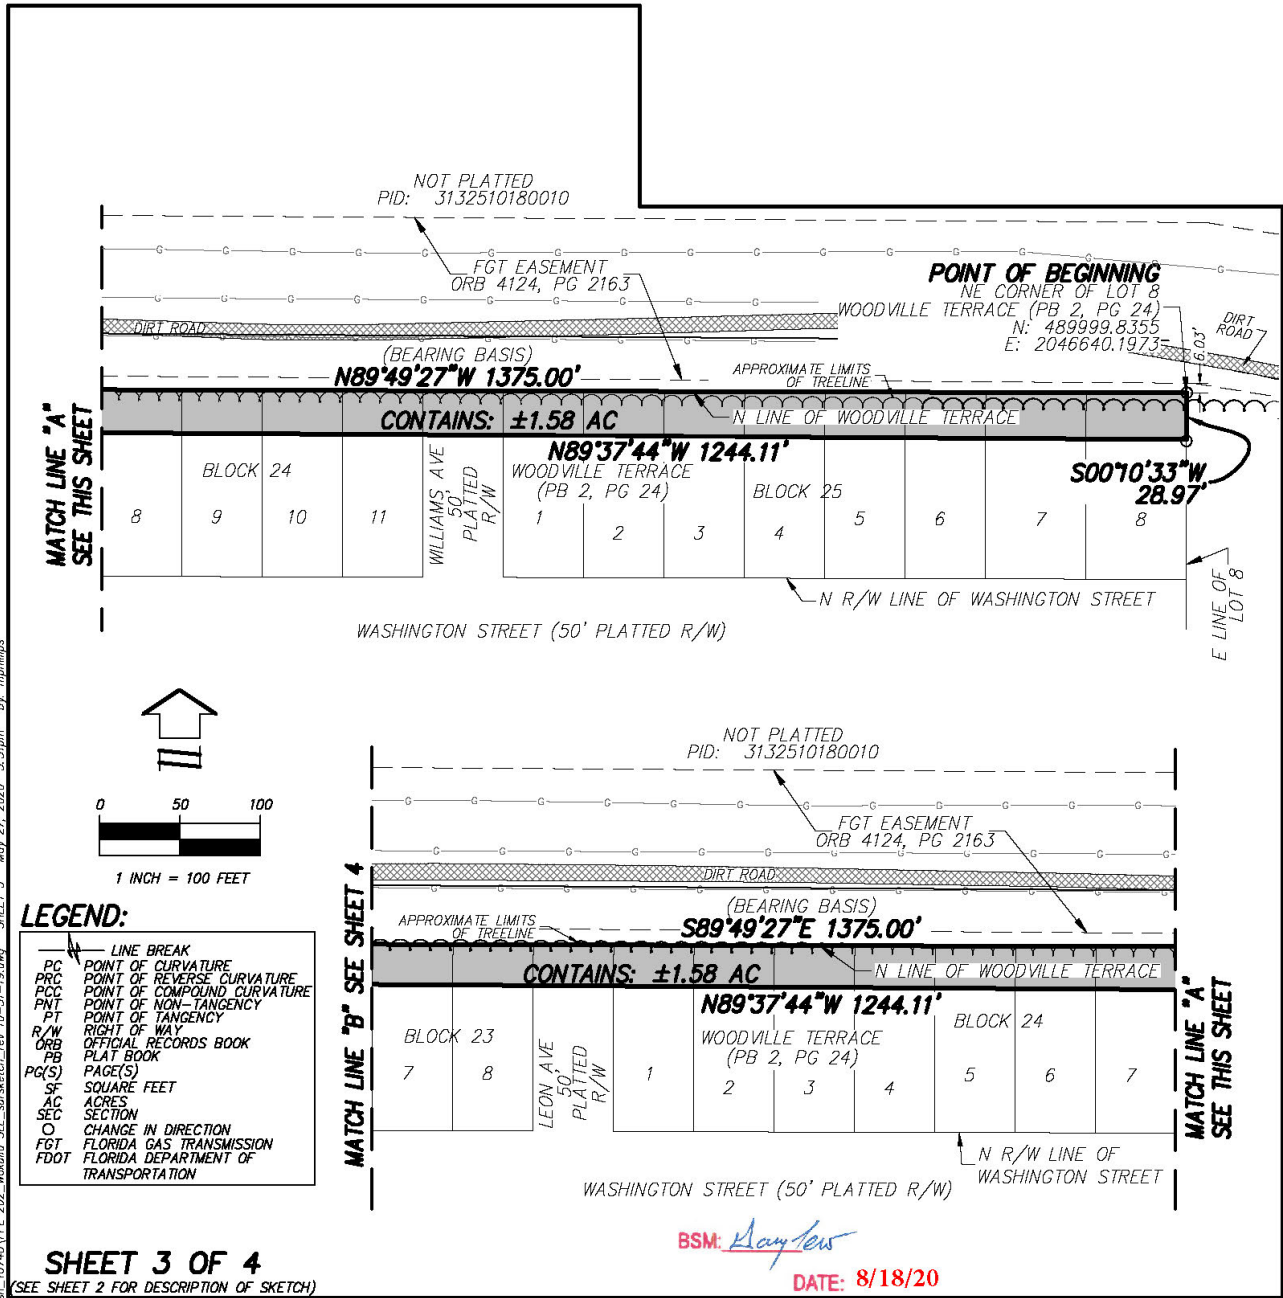 NOT PLATTED
PID: 3132510180010
FGT EASEMENT
ORB 4124, PG 2163
POINT OF BEGINNING
NE CORNER OF LOT 8
WOODVILLE TERRACE (PB 2, PG 24)
N: 489999.8355
E: 2046640.1973
6.03'
DIRT
ROAD
DIRT ROAD
(BEARING BASIS)
N89°49'27"W 1375.00'
APPROXIMATE LIMITS
OF TREELINE
N LINE OF WOODVILLE TERRACE
CONTAINS: ±1.58 AC
N89°37'44"W 1244.11'
MATCH LINE "A"
SEE THIS SHEET
BLOCK 24
WILLIAMS AVE
50'
PLATTED
R/W
WOODVILLE TERRACE
(PB 2, PG 24)
BLOCK 25
S00°10'33"W
28.97'
8 9 10 11 1 2 3 4 5 6 7 8
N R/W LINE OF WASHINGTON STREET
E LINE OF
LOT 8
WASHINGTON STREET (50' PLATTED R/W)
0 50 100
1 INCH = 100 FEET
NOT PLATTED
PID: 3132510180010
FGT EASEMENT
ORB 4124, PG 2163
DIRT ROAD
(BEARING BASIS)
APPROXIMATE LIMITS
OF TREELINE
S89°49'27"E 1375.00'
N LINE OF WOODVILLE TERRACE
CONTAINS: ±1.58 AC
N89°37'44"W 1244.11'
MATCH LINE "B" SEE SHEET 4
BLOCK 23
LEON AVE
50'
PLATTED
R/W
WOODVILLE TERRACE
(PB 2, PG 24)
BLOCK 24
7 8 1 2 3 4 5 6 7
MATCH LINE "A"
SEE THIS SHEET
N R/W LINE OF
WASHINGTON STREET
WASHINGTON STREET (50' PLATTED R/W)
LEGEND:
LINE BREAK
PC POINT OF CURVATURE
PRC POINT OF REVERSE CURVATURE
PCC POINT OF COMPOUND CURVATURE
PNT POINT OF NON-TANGENCY
PT POINT OF TANGENCY
R/W RIGHT OF WAY
ORB OFFICIAL RECORDS BOOK
PB PLAT BOOK
PG(S) PAGE(S)
SF SQUARE FEET
AC ACRES
SEC SECTION
O CHANGE IN DIRECTION
FGT FLORIDA GAS TRANSMISSION
FDOT FLORIDA DEPARTMENT OF
TRANSPORTATION
SHEET 3 OF 4
(SEE SHEET 2 FOR DESCRIPTION OF SKETCH)
BSM:
DATE: 8/18/20